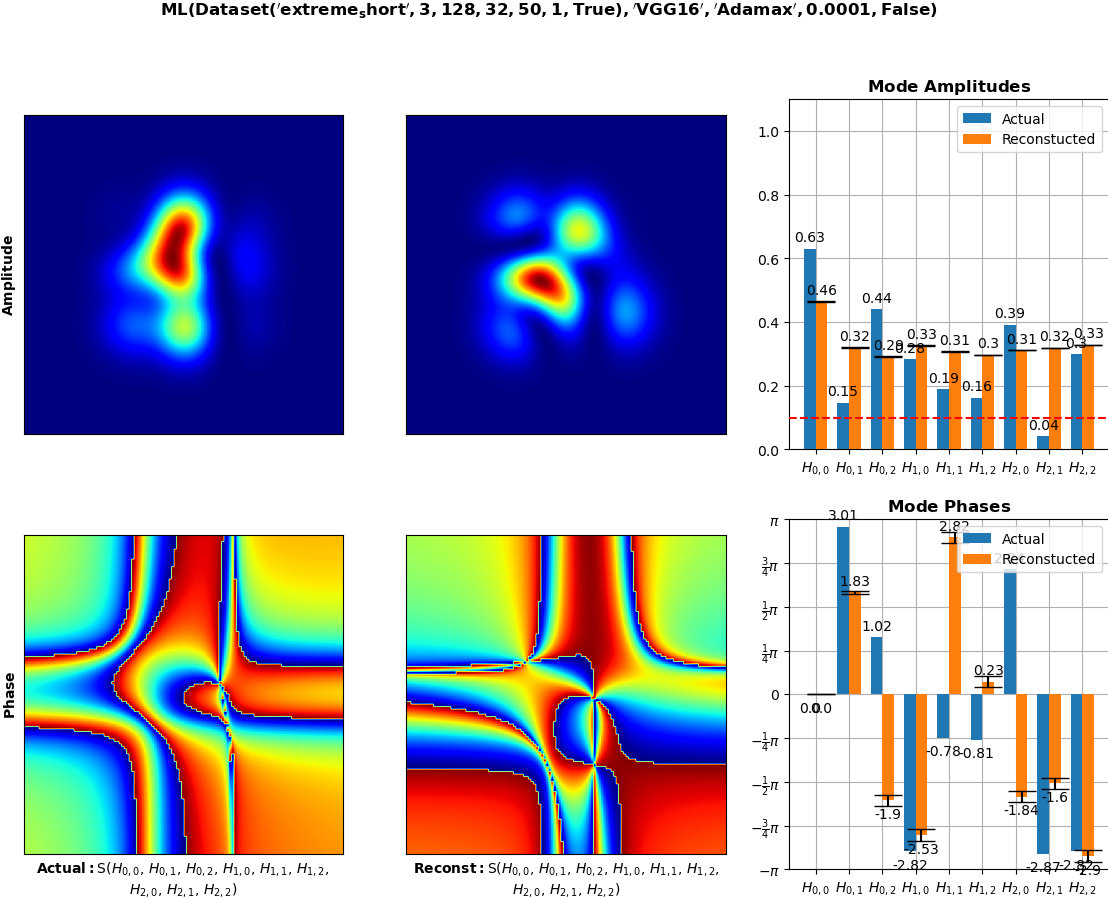 ML(Dataset(′extreme_short′, 3, 128, 32, 50, 1, True), ′VGG16′, ′Adamax′, 0.0001, False)
Amplitude
Mode Amplitudes
Actual
Reconstucted
1.0
0.8
0.6
0.4
0.2
0.0
0.63
0.46
0.15
0.32
0.44
0.29
0.28
0.33
0.19
0.31
0.16
0.3
0.39
0.31
0.04
0.32
0.3
0.33
H0,0 H0,1 H0,2 H1,0 H1,1 H1,2 H2,0 H2,1 H2,2
Phase
Actual: S(H0,0, H0,1, H0,2, H1,0, H1,1, H1,2,
H2,0, H2,1, H2,2)
Reconst: S(H0,0, H0,1, H0,2, H1,0, H1,1, H1,2,
H2,0, H2,1, H2,2)
Mode Phases
Actual
Reconstucted
π
3/4π
1/2π
1/4π
0
−1/4π
−1/2π
−3/4π
−π
0.0
0.0
3.01
1.83
1.02
-1.9
-2.82
-2.53
-0.78
2.82
-0.81
0.23
-1.84
-2.87
-1.6
-2.82
-2.9
H0,0 H0,1 H0,2 H1,0 H1,1 H1,2 H2,0 H2,1 H2,2